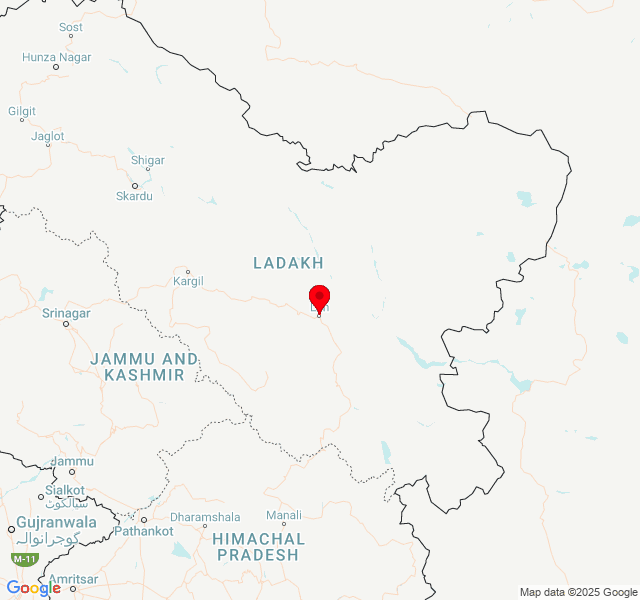 Sost
Hunza Nagar
Gilgit
Jaglot
Shigar
Skardu
LADAKH
Kargil
Srinagar
JAMMU AND
KASHMIR
Jammu
Sialkot
سیالکوٹ
Gujranwala
گوجرانوالہ
Pathankot
Dharamshala
Manali
HIMACHAL
PRADESH
M-11
Amritsar
Google
Map data ©2025 Google